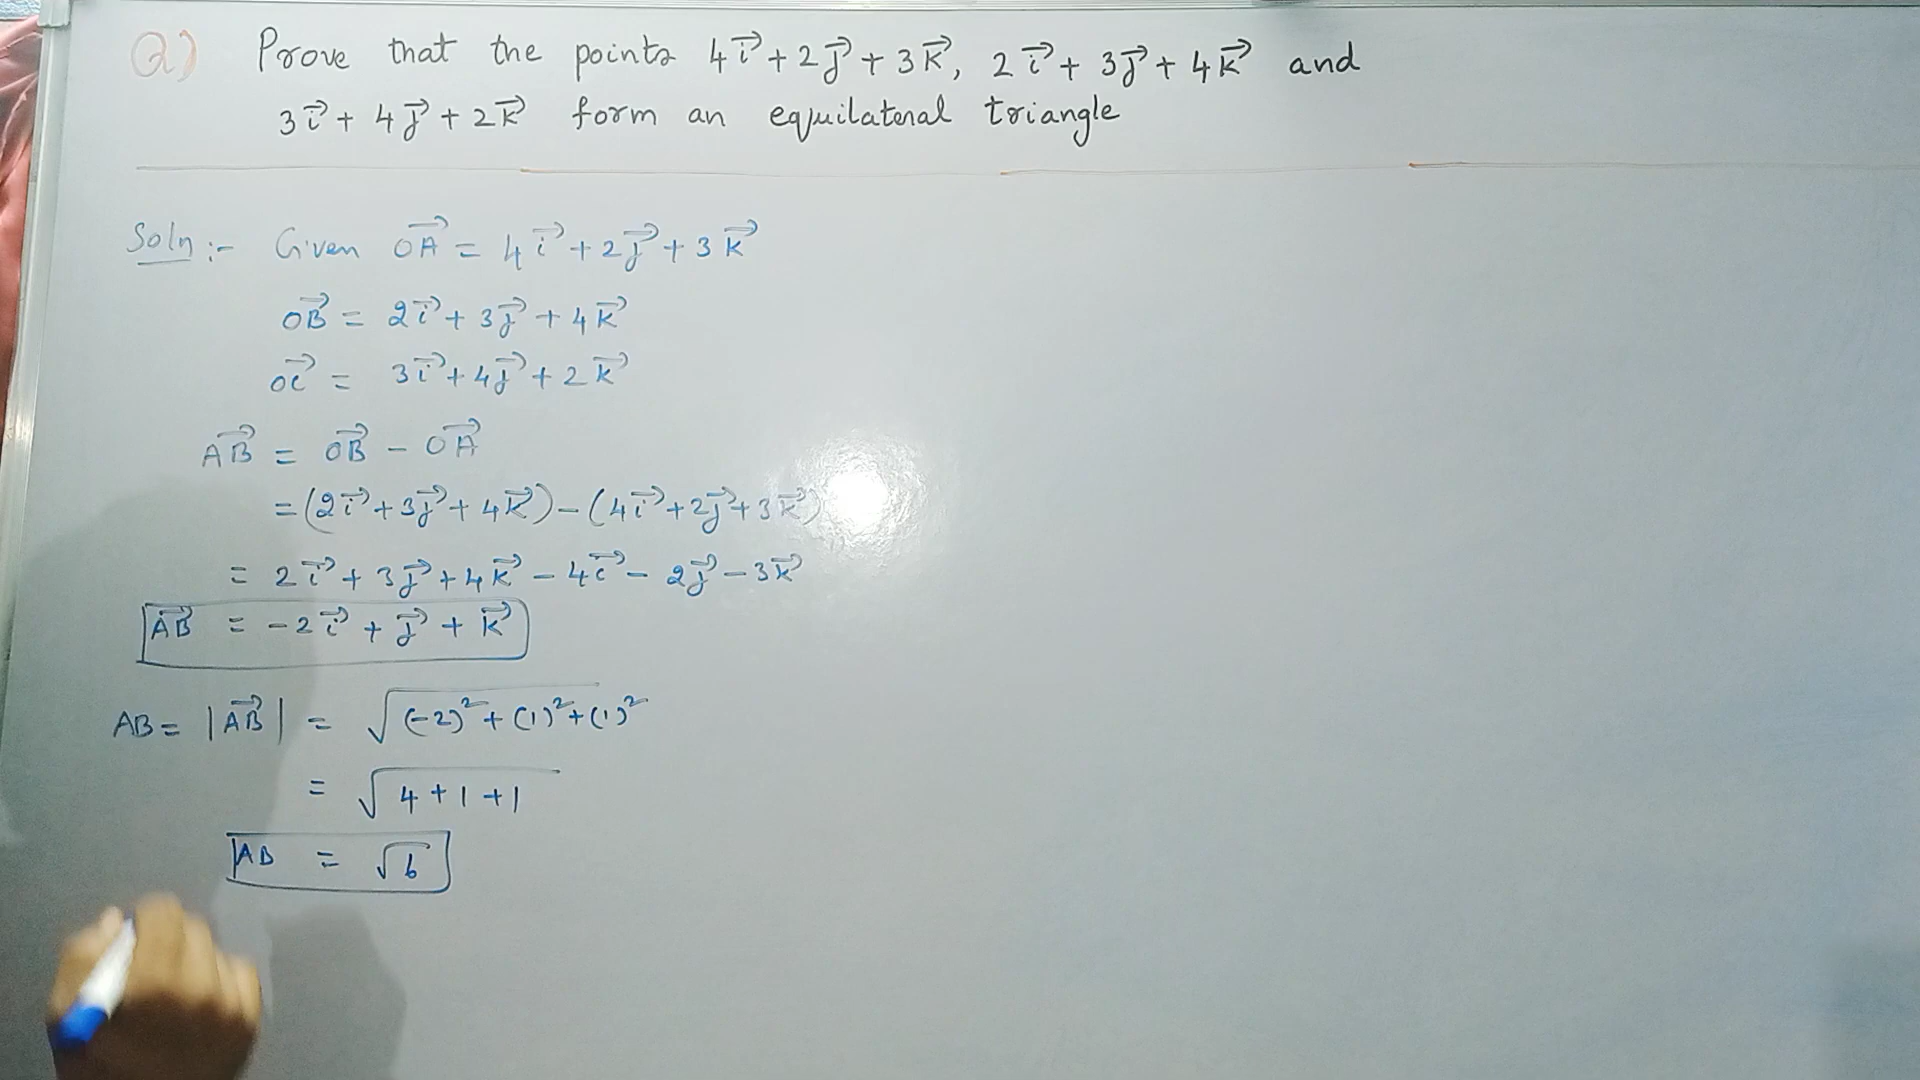 Q) Prove that the points 4i⃗ + 2j⃗ + 3k⃗, 2i⃗ + 3j⃗ + 4k⃗ and
3i⃗ + 4j⃗ + 2k⃗ form an equilateral triangle
Soln :- Given OA⃗ = 4i⃗ + 2j⃗ + 3k⃗
OB⃗ = 2i⃗ + 3j⃗ + 4k⃗
OC⃗ = 3i⃗ + 4j⃗ + 2k⃗
AB⃗ = OB⃗ - OA⃗
= (2i⃗ + 3j⃗ + 4k⃗) - (4i⃗ + 2j⃗ + 3k⃗)
= 2i⃗ + 3j⃗ + 4k⃗ - 4i⃗ - 2j⃗ - 3k⃗
AB⃗ = -2i⃗ + j⃗ + k⃗
AB = |AB⃗| = √(-2)² + (1)² + (1)²
= √4+1+1
AB = √6